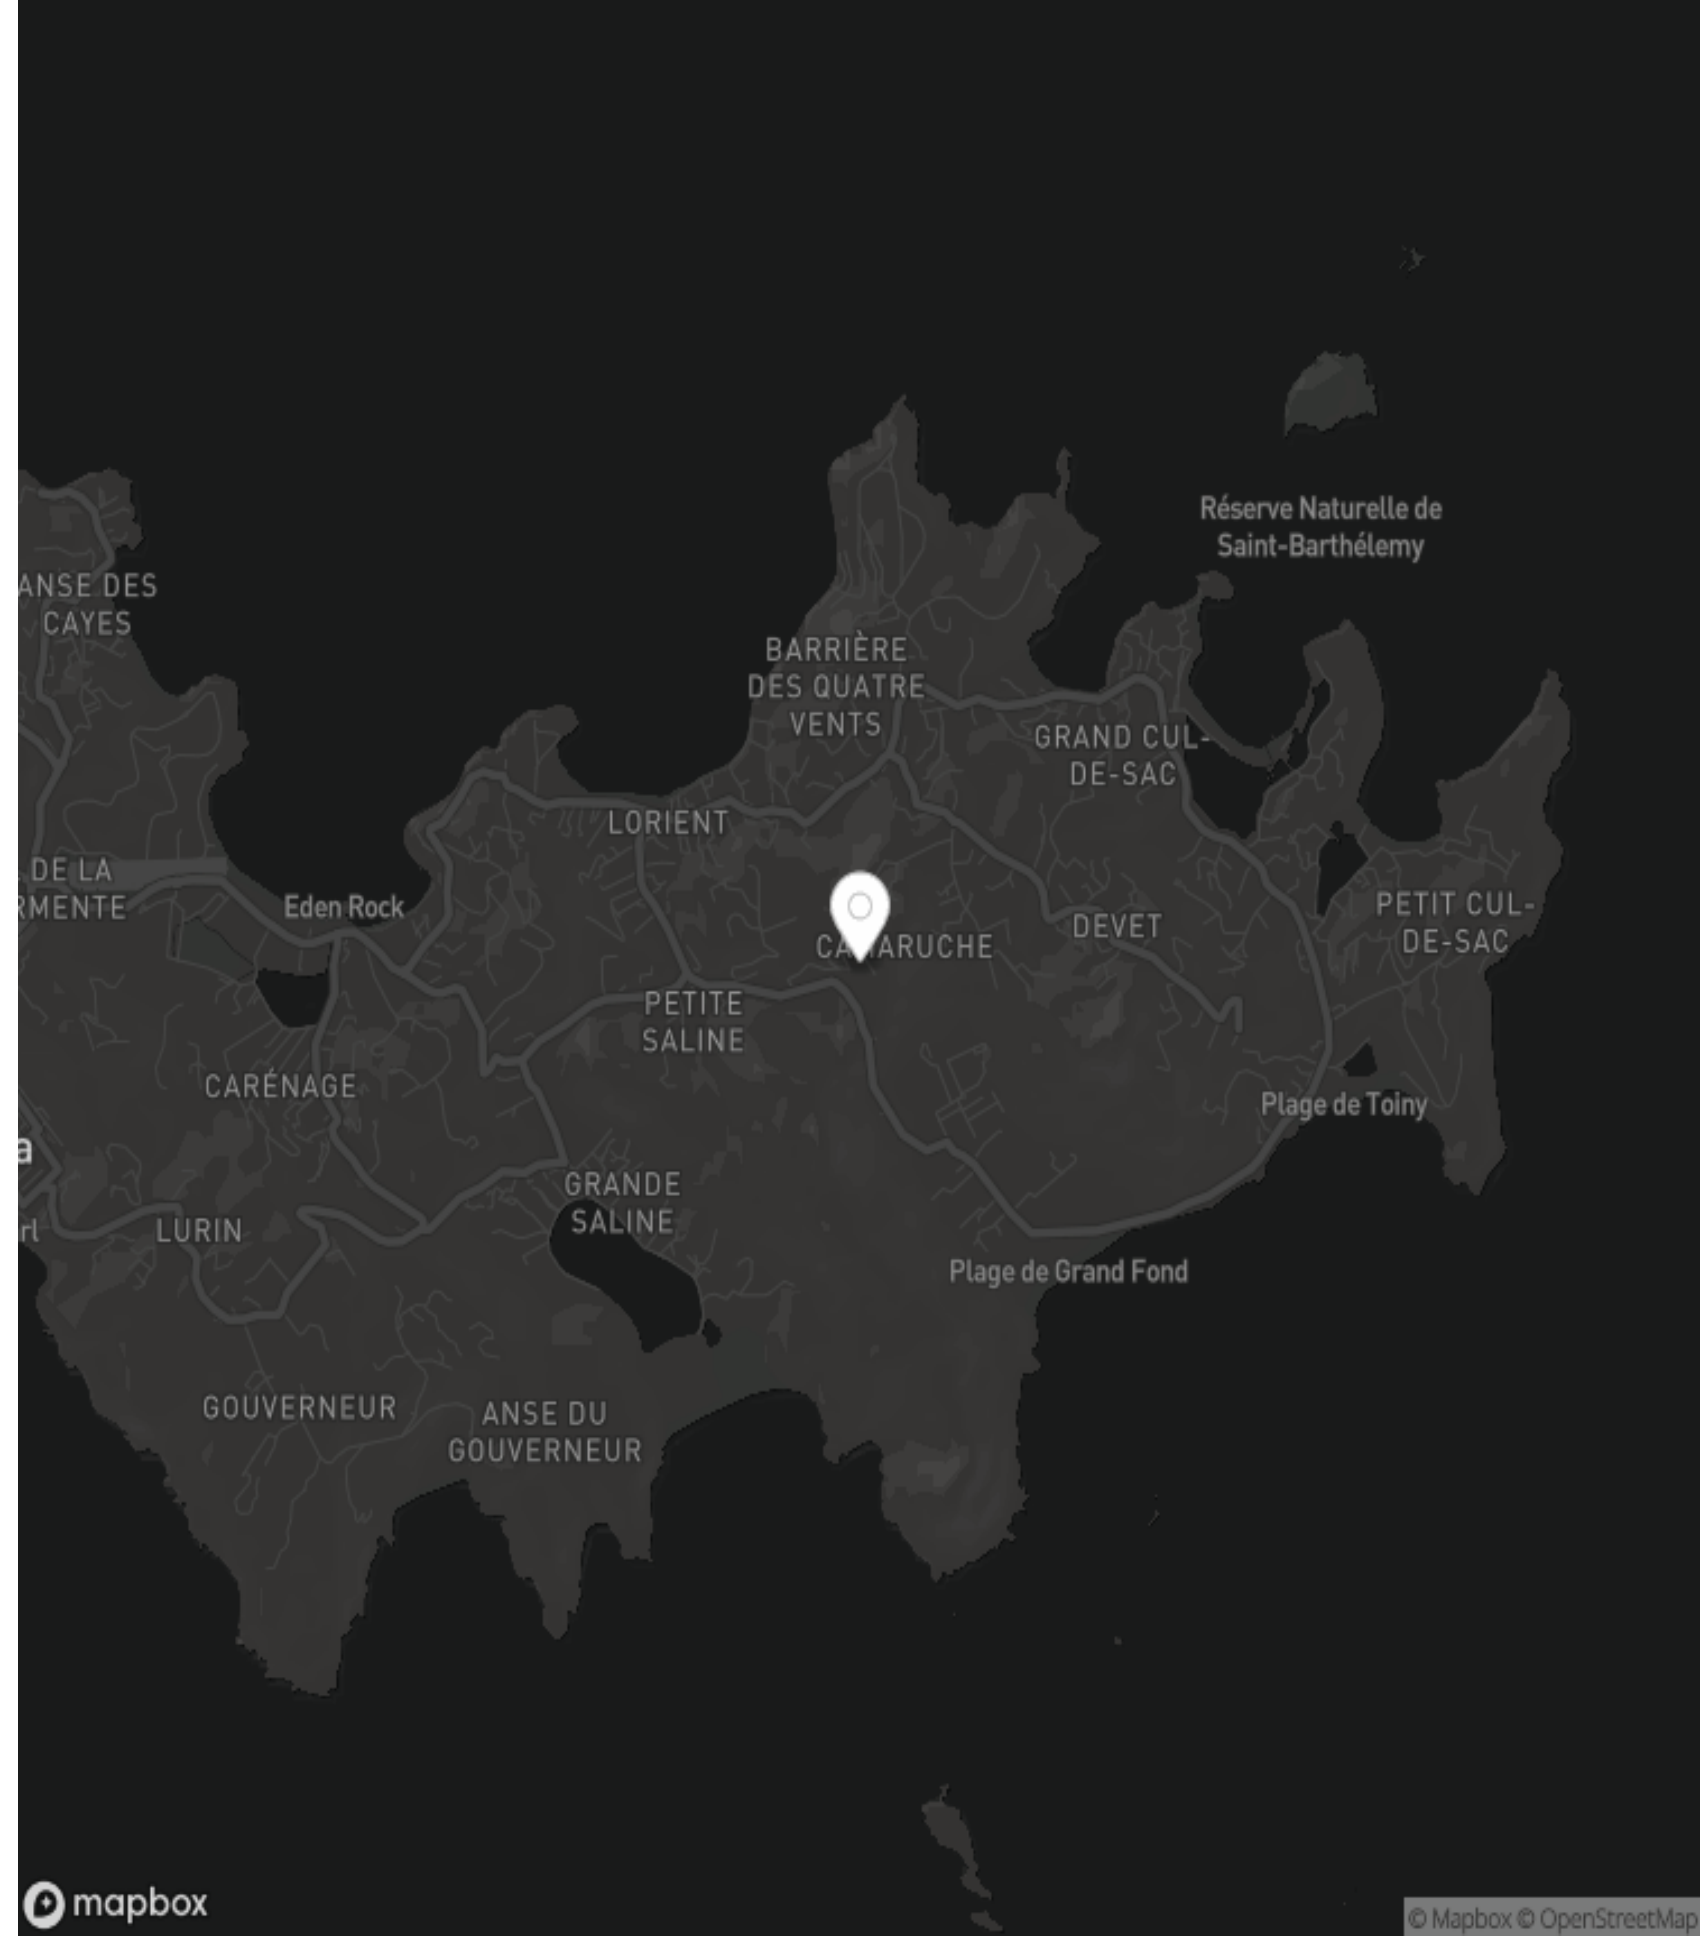 Réserve Naturelle de
Saint-Barthélemy
ANSE DES
CAYES
BARRIÈRE
DES QUATRE
VENTS
GRAND CUL-
DE-SAC
LORIENT
DE LA
RMENTE
Eden Rock
PETIT CUL-
DE-SAC
DEVET
PETITE
SALINE
CARÉNAGE
Plage de Toiny
a
GRANDE
SALINE
rl
LURIN
Plage de Grand Fond
GOUVERNEUR
ANSE DU
GOUVERNEUR
mapbox
© Mapbox © OpenStreetMap